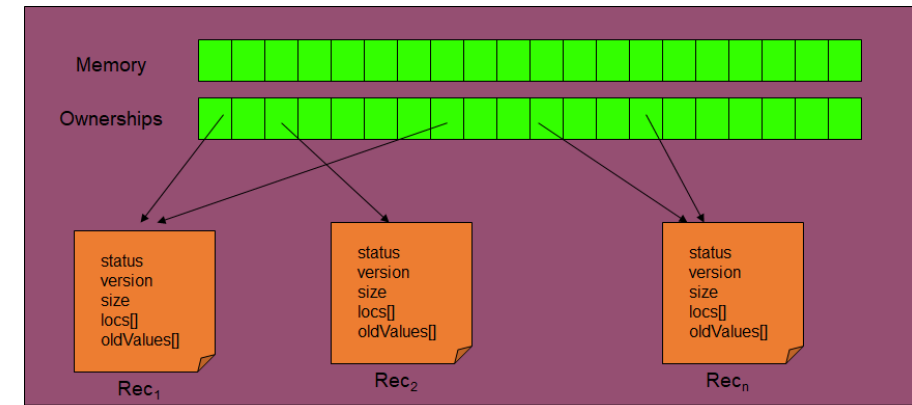 Memory
Ownerships
status
version
size
locs[]
oldValues[]
status
version
size
locs[]
oldValues[]
status
version
size
locs[]
oldValues[]
Rec₁
Rec₂
Recₙ